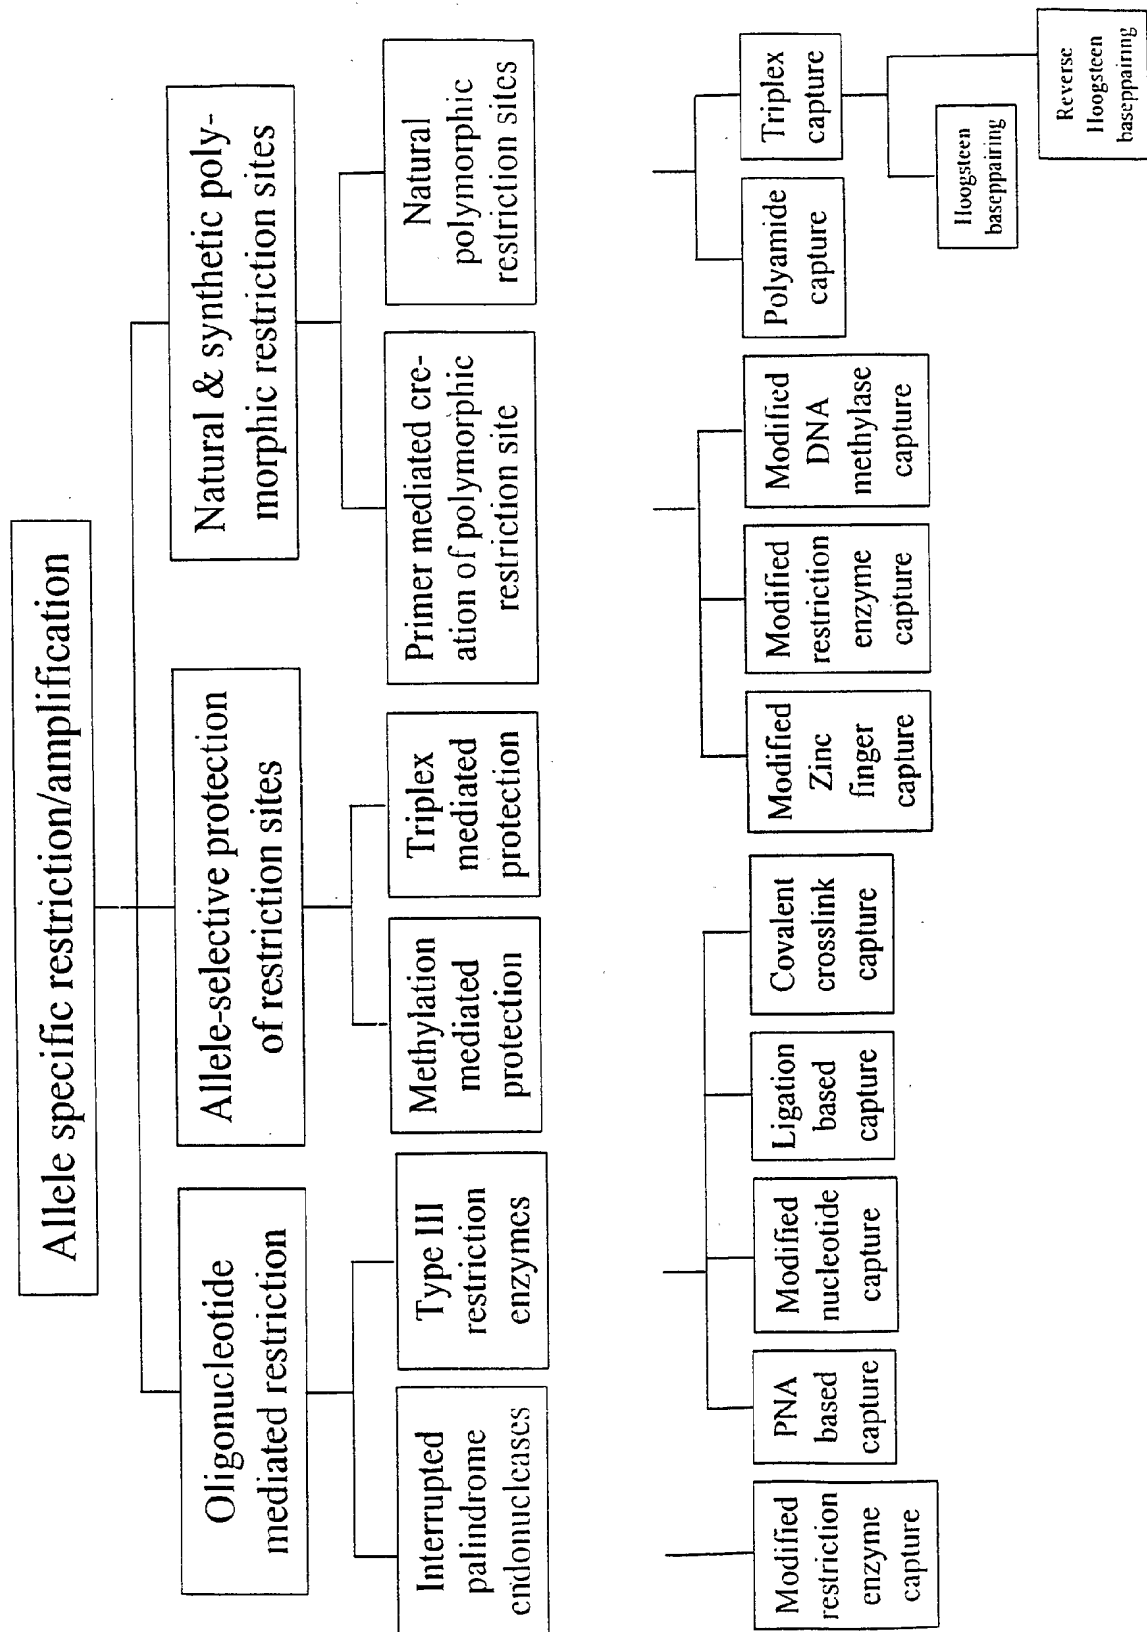 Allele specific restriction/amplification
Oligonucleotide
mediated restriction
Allele-selective protection
of restriction sites
Natural & synthetic poly-
morphic restriction sites
Interrupted
palindrome
endonucleases
Type III
restriction
enzymes
Methylation
mediated
protection
Triplex
mediated
protection
Primer mediated cre-
ation of polymorphic
restriction site
Natural
polymorphic
restriction sites
Modified
restriction
enzyme
capture
PNA
based
capture
Modified
nucleotide
capture
Ligation
based
capture
Covalent
crosslink
capture
Modified
Zinc
finger
capture
Modified
restriction
enzyme
capture
Modified
DNA
methylase
capture
Polyamide
capture
Triplex
capture
Hoogsteen
baseppairing
Reverse
Hoogsteen
baseppairing